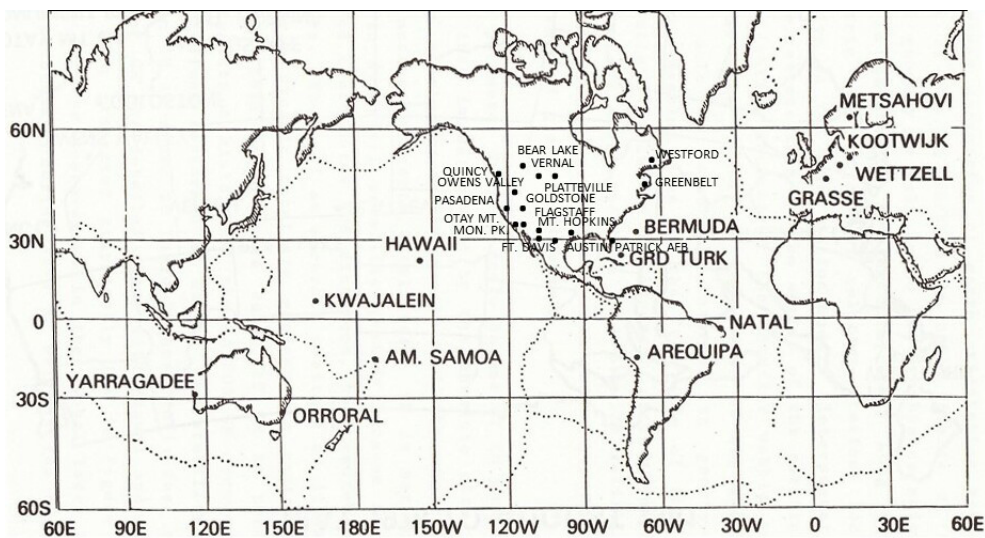 METSAHOVI
60N
KOOTWIJK
BEAR LAKE
VERNAL
WESTFORD
QUINCY
WETTZELL
OWENS VALLEY
PLATTEVILLE
GREENBELT
PASADENA
GOLDSTONE
GRASSE
FLAGSTAFF
OTAY MT.
MT. HOPKINS
BERMUDA
MON. PK.
30N
HAWAII
FT. DAVIS
AUSTIN
PATRICK AFB
GRD TURK
KWAJALEIN
0
NATAL
AM. SAMOA
AREQUIPA
YARRAGADEE
30S
ORRORAL
60S
60E 90E 120E 150E 180E 150W 120W 90W 60W 30W 0 30E 60E